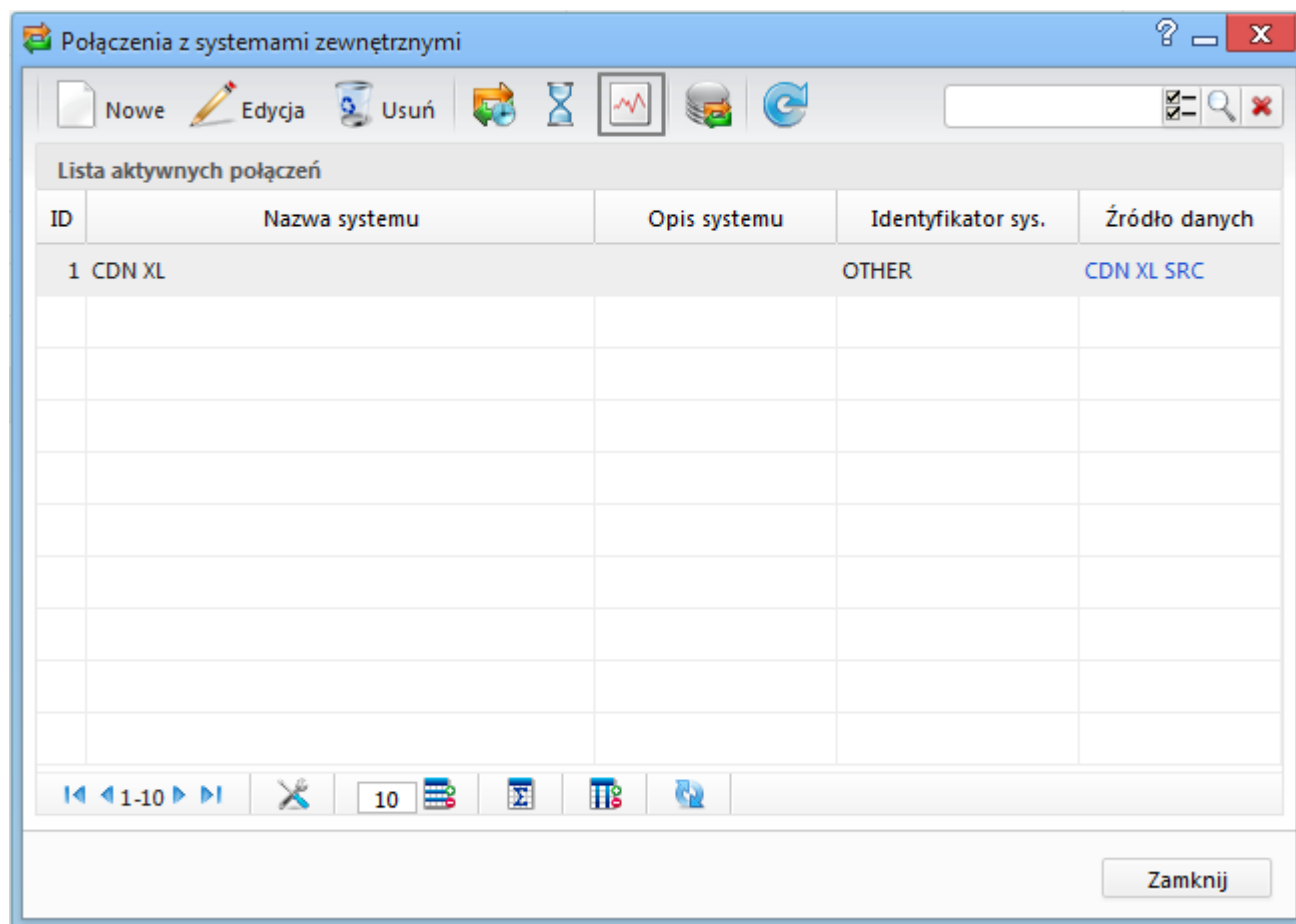 Połączenia z systemami zewnętrznymi
Nowe Edycja Usuń
Lista aktywnych połączeń
ID Nazwa systemu Opis systemu Identyfikator sys. Źródło danych
1 CDN XL OTHER CDN XL SRC
1-10 10
Zamknij